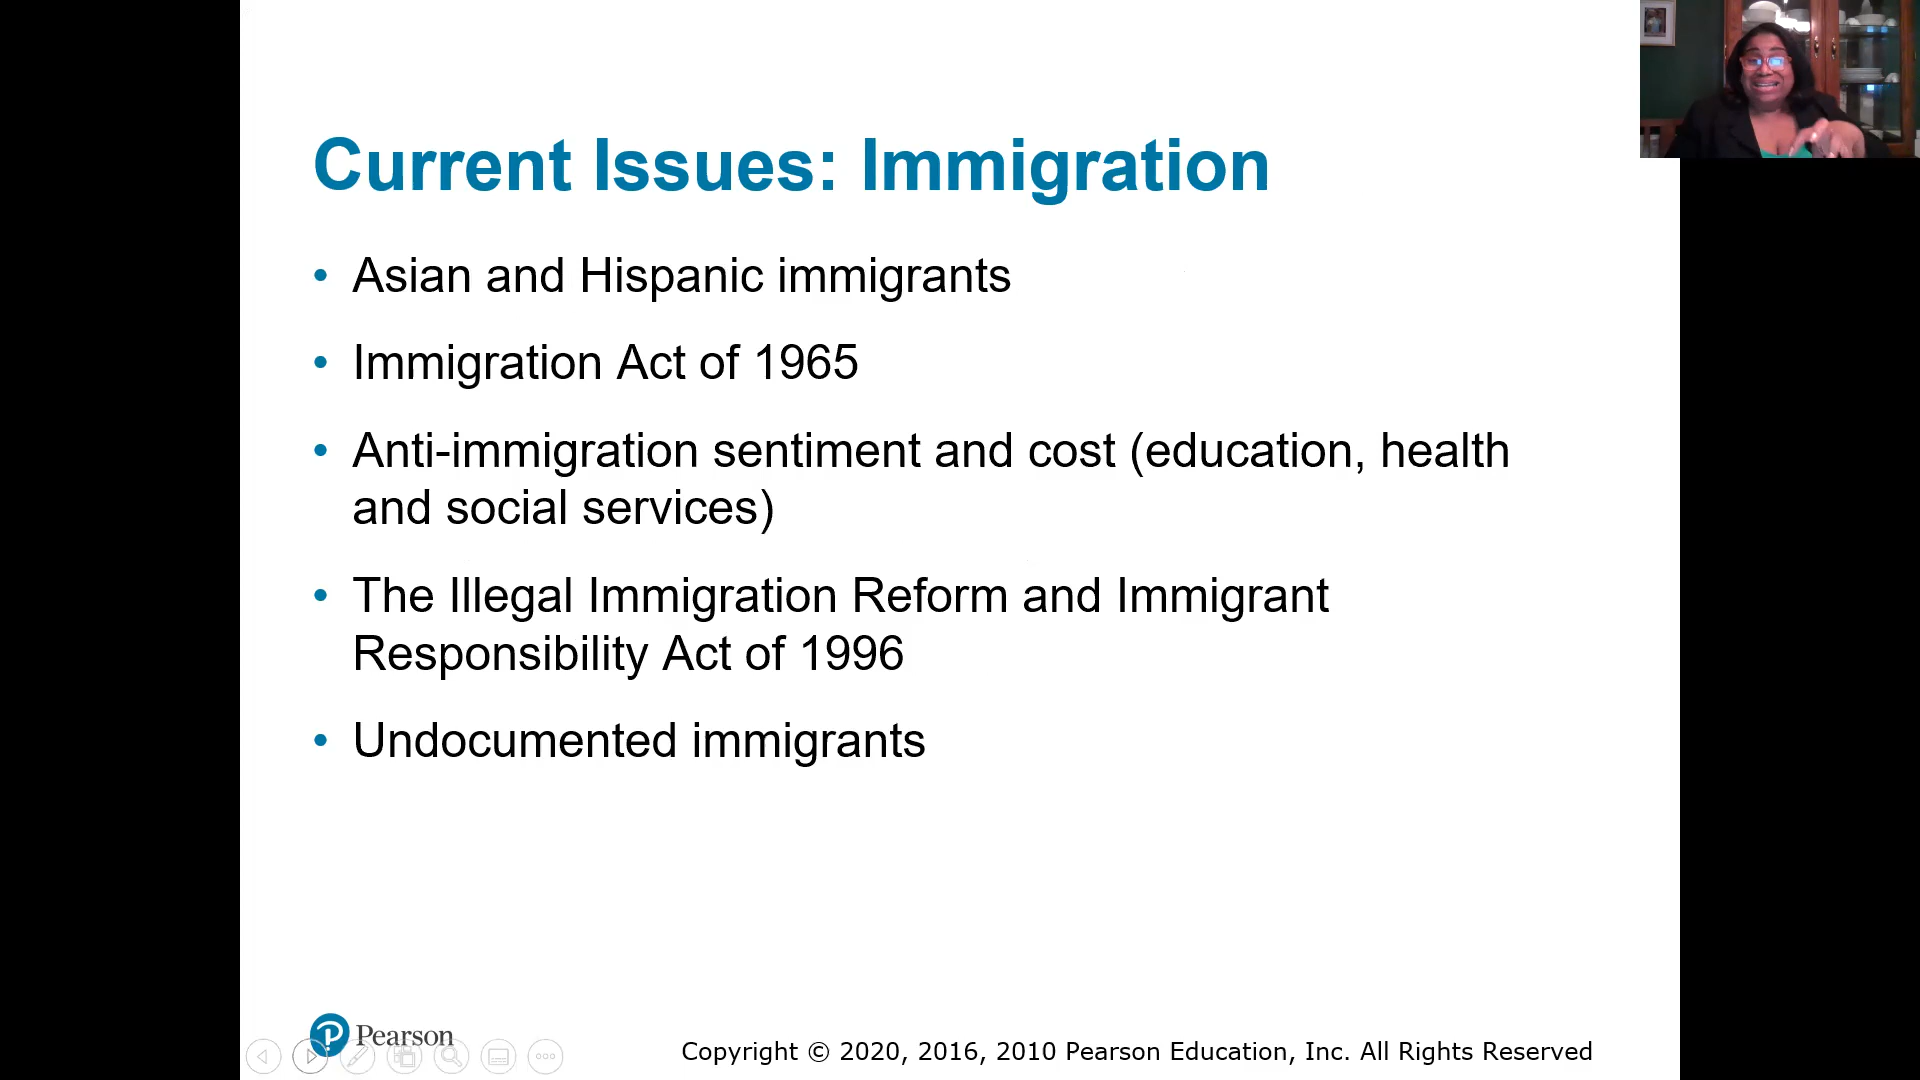 Current Issues: Immigration
• Asian and Hispanic immigrants
• Immigration Act of 1965
• Anti-immigration sentiment and cost (education, health
and social services)
• The Illegal Immigration Reform and Immigrant
Responsibility Act of 1996
• Undocumented immigrants
Pearson
Copyright © 2020, 2016, 2010 Pearson Education, Inc. All Rights Reserved